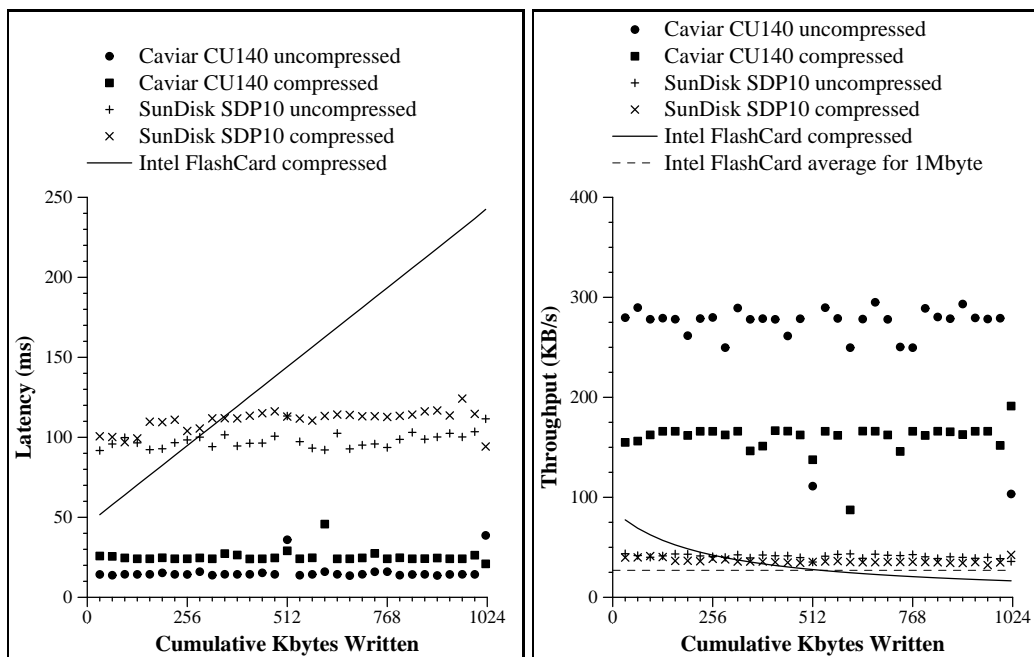 Caviar CU140 uncompressed
Caviar CU140 compressed
SunDisk SDP10 uncompressed
SunDisk SDP10 compressed
Intel FlashCard compressed
250
200
150
100
50
0
Latency (ms)
0 256 512 768 1024
Cumulative Kbytes Written
Caviar CU140 uncompressed
Caviar CU140 compressed
SunDisk SDP10 uncompressed
SunDisk SDP10 compressed
Intel FlashCard compressed
Intel FlashCard average for 1Mbyte
400
300
200
100
0
Throughput (KB/s)
0 256 512 768 1024
Cumulative Kbytes Written